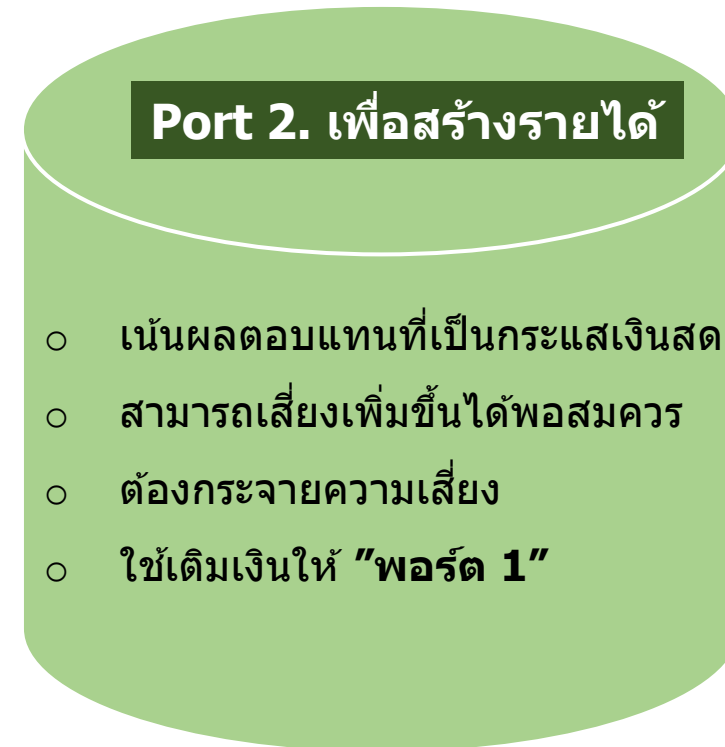 Port 2. เพื่อสร้างรายได้
o เน้นผลตอบแทนที่เป็นกระแสเงินสด
o สามารถเสี่ยงเพิ่มขึ้นได้พอสมควร
o ต้องกระจายความเสี่ยง
o ใช้เติมเงินให้ "พอร์ต 1"